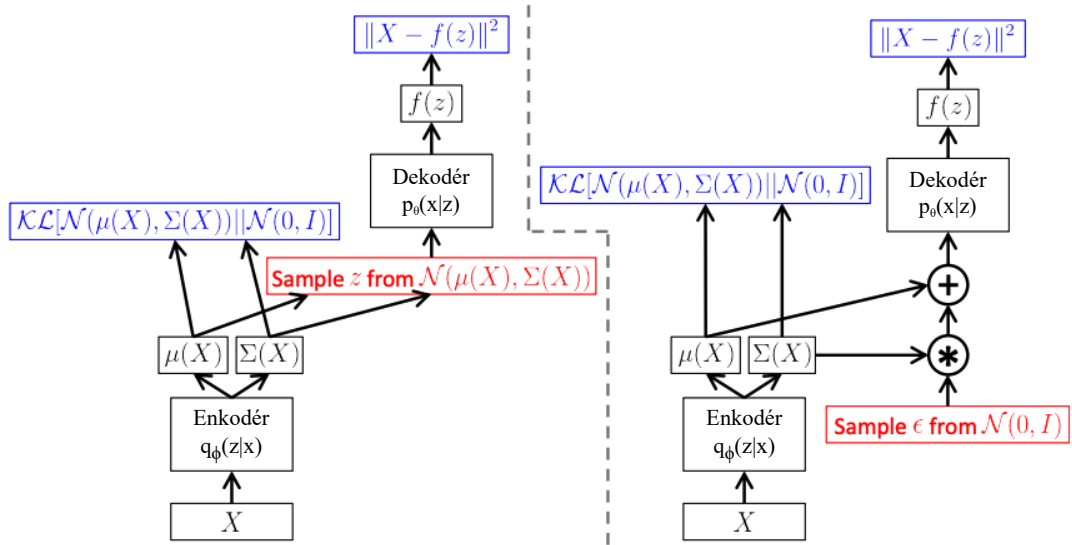 ‖X − f(z)‖²
f(z)
Dekodér
pθ(x|z)
𝒦ℒ[𝒩(μ(X), Σ(X))||𝒩(0, I)]
Sample z from 𝒩(μ(X), Σ(X))
μ(X)
Σ(X)
Enkodér
qϕ(z|x)
X
‖X − f(z)‖²
f(z)
Dekodér
pθ(x|z)
𝒦ℒ[𝒩(μ(X), Σ(X))||𝒩(0, I)]
+
μ(X)
Σ(X)
*
Sample ϵ from 𝒩(0, I)
Enkodér
qϕ(z|x)
X